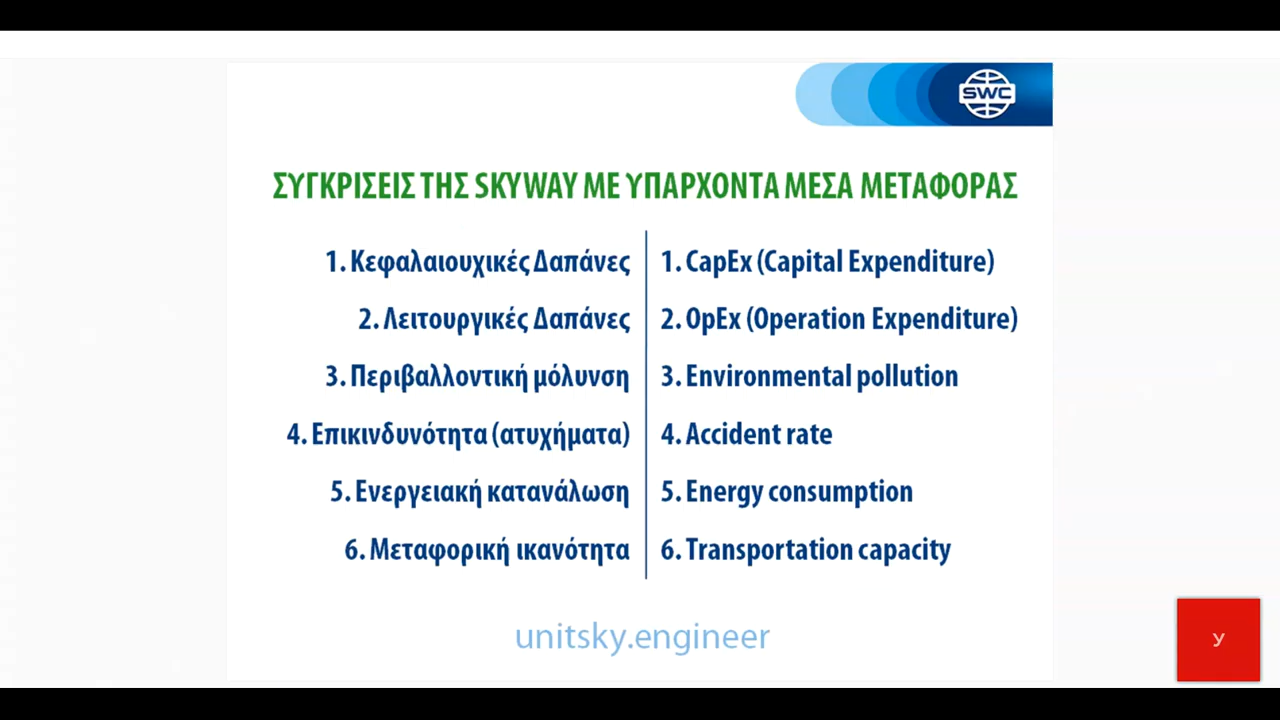 SWC
ΣΥΓΚΡΙΣΕΙΣ ΤΗΣ SKYWAY ΜΕ ΥΠΑΡΧΟΝΤΑ ΜΕΣΑ ΜΕΤΑΦΟΡΑΣ
1. Κεφαλαιουχικές Δαπάνες
2. Λειτουργικές Δαπάνες
3. Περιβαλλοντική μόλυνση
4. Επικινδυνότητα (ατυχήματα)
5. Ενεργειακή κατανάλωση
6. Μεταφορική ικανότητα
1. CapEx (Capital Expenditure)
2. OpEx (Operation Expenditure)
3. Environmental pollution
4. Accident rate
5. Energy consumption
6. Transportation capacity
unitsky.engineer
У